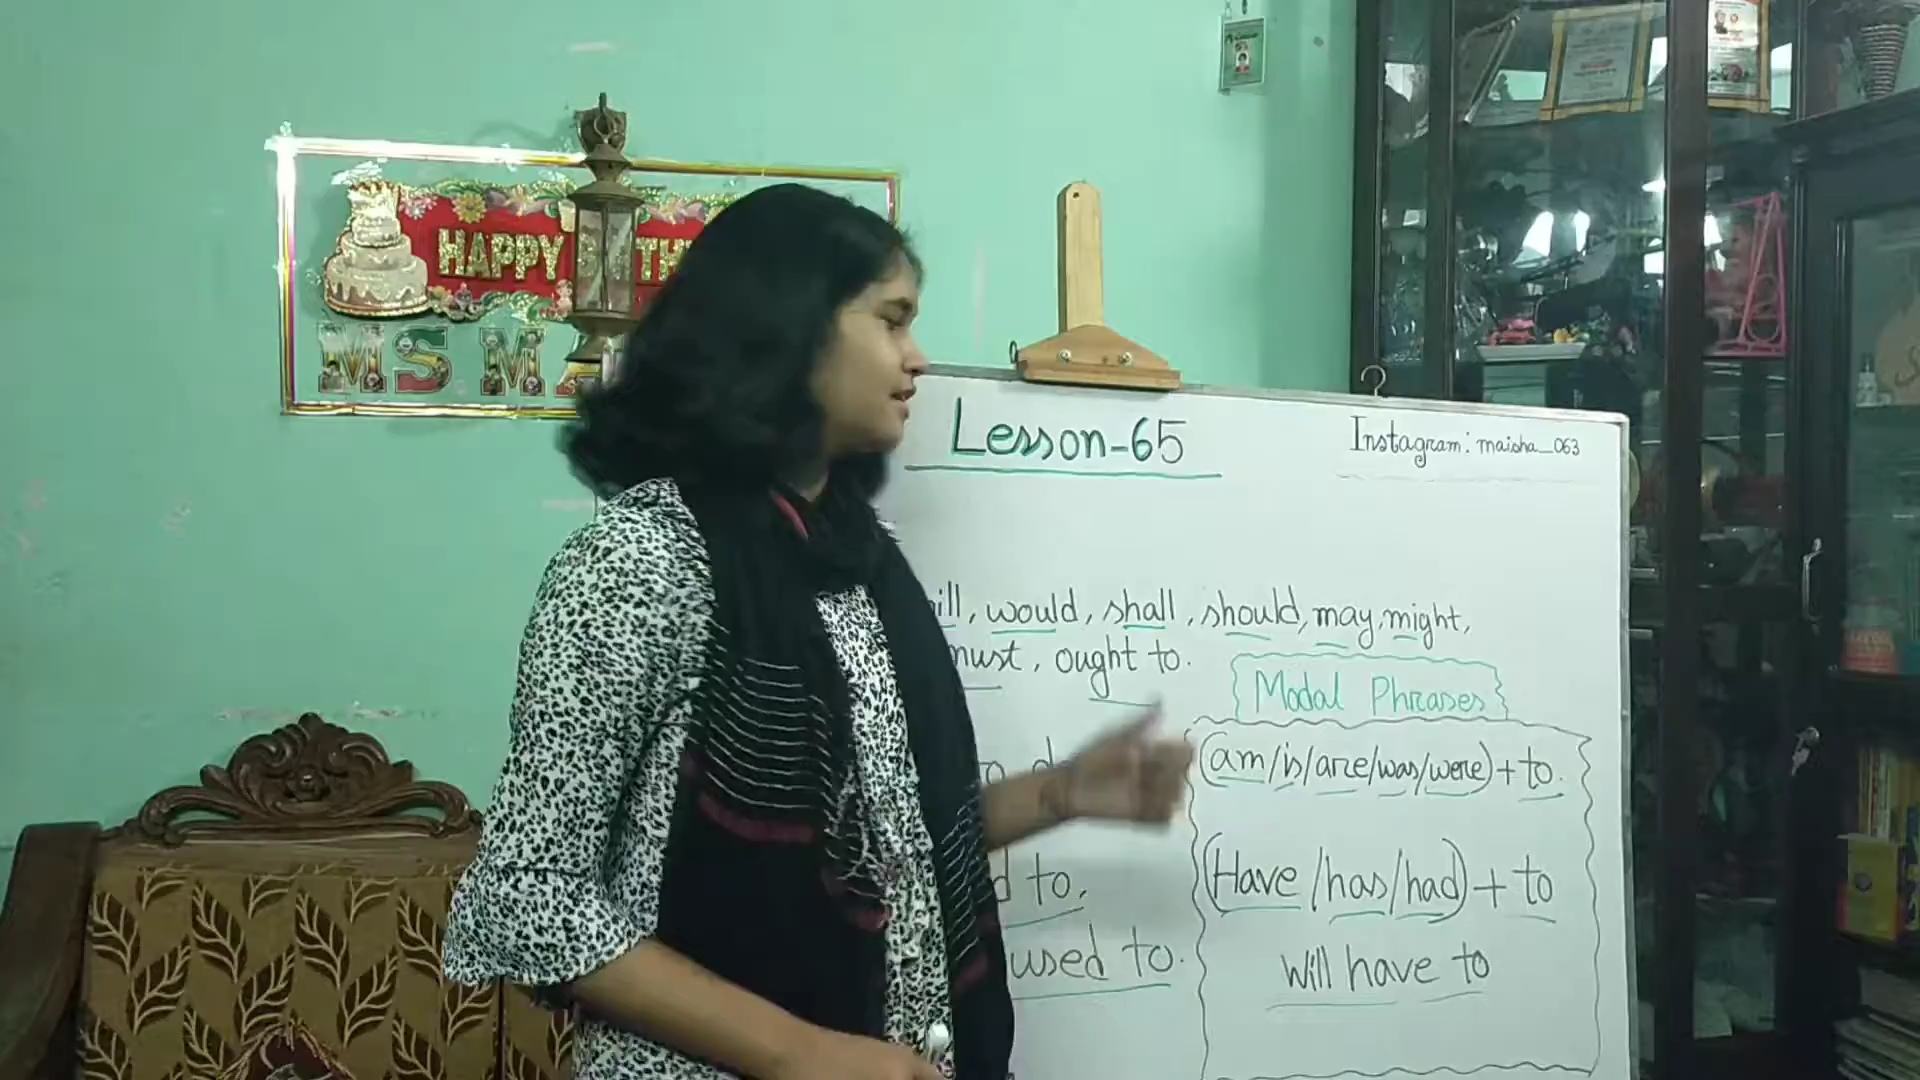 HAPPY
MS MA
Lesson-65
Instagram: maisha_063
would, shall, should, may, might,
must, ought to.
Modal Phrases
(am/is/are/was/were) + to.
(Have/has/had) + to
to,
used to.
will have to